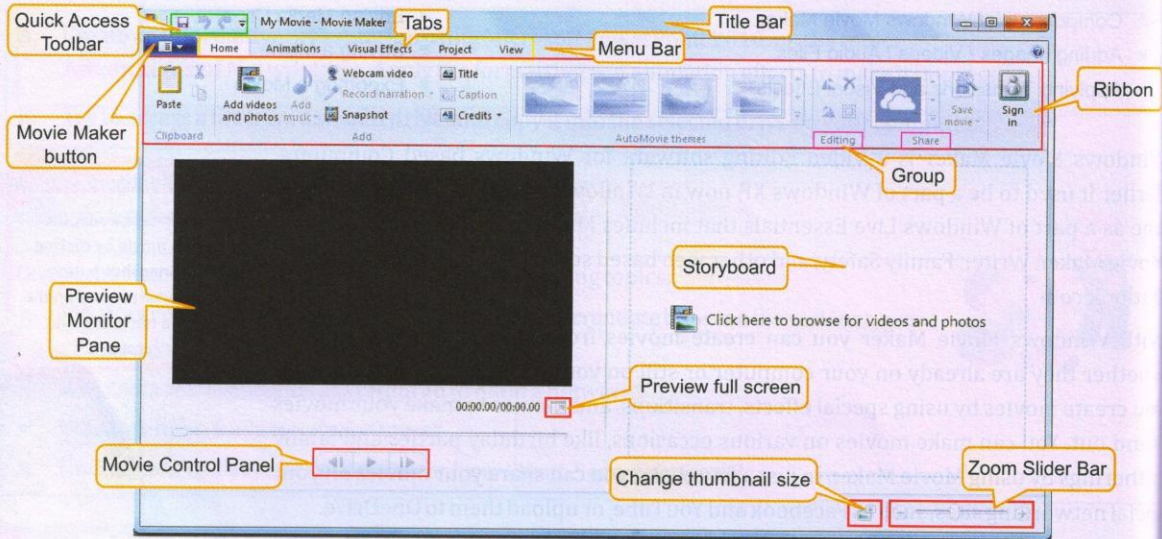 Quick Access
Toolbar
My Movie - Movie Maker
Tabs
Title Bar
Home Animations Visual Effects Project View
Menu Bar
Paste
Clipboard
Add videos
and photos
Add
music
Webcam video
Record narration
Snapshot
Add
Title
Caption
Credits
AutoMovie themes
Editing
Share
Save
movie
Sign
in
Ribbon
Movie Maker
button
Group
Storyboard
Preview
Monitor
Pane
Click here to browse for videos and photos
Preview full screen
00:00.00/00:00.00
Movie Control Panel
Change thumbnail size
Zoom Slider Bar